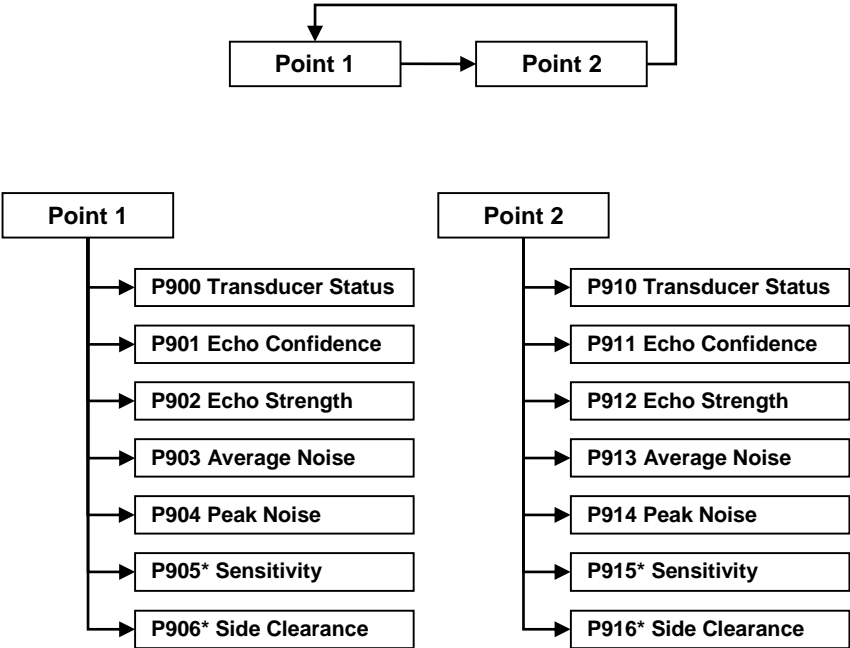 Point 1
Point 2
Point 1
P900 Transducer Status
P901 Echo Confidence
P902 Echo Strength
P903 Average Noise
P904 Peak Noise
P905* Sensitivity
P906* Side Clearance
Point 2
P910 Transducer Status
P911 Echo Confidence
P912 Echo Strength
P913 Average Noise
P914 Peak Noise
P915* Sensitivity
P916* Side Clearance